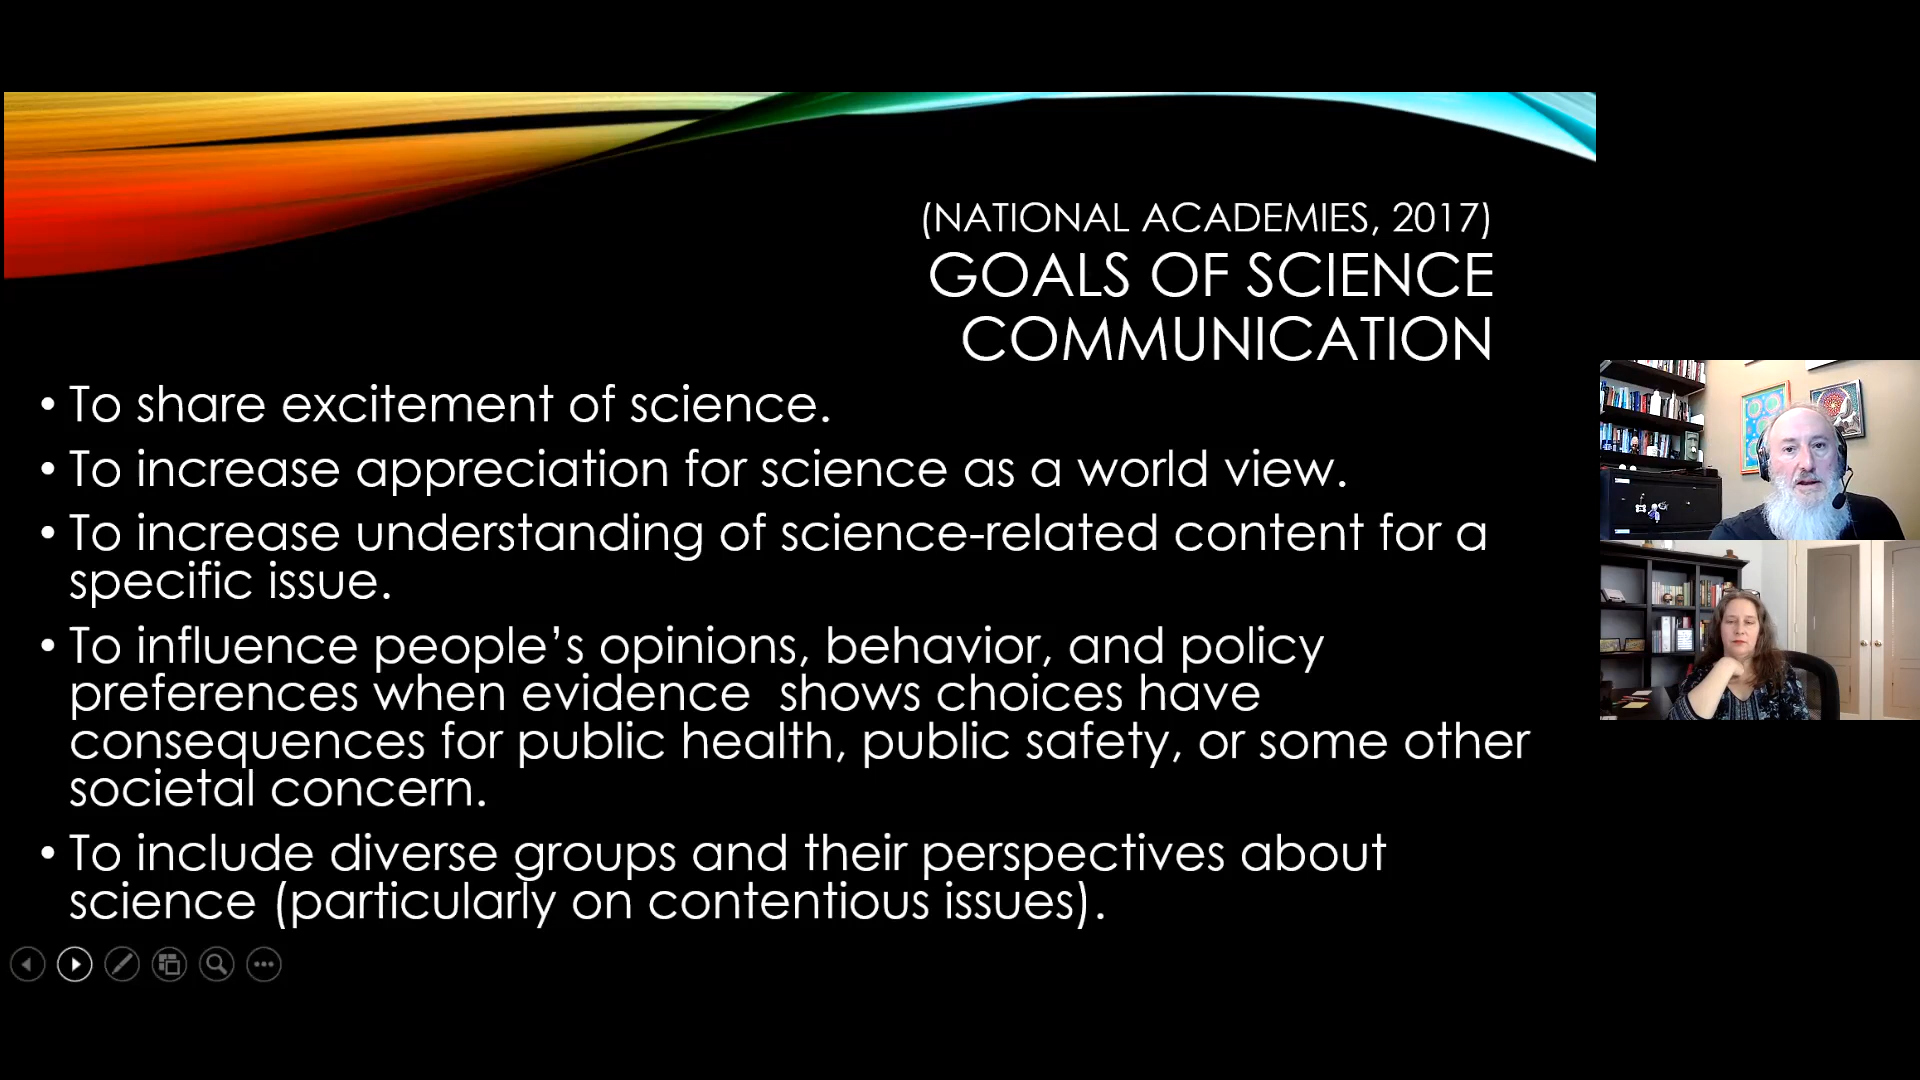 (NATIONAL ACADEMIES, 2017)
GOALS OF SCIENCE
COMMUNICATION
• To share excitement of science.
• To increase appreciation for science as a world view.
• To increase understanding of science-related content for a
specific issue.
• To influence people’s opinions, behavior, and policy
preferences when evidence  shows choices have
consequences for public health, public safety, or some other
societal concern.
• To include diverse groups and their perspectives about
science (particularly on contentious issues).